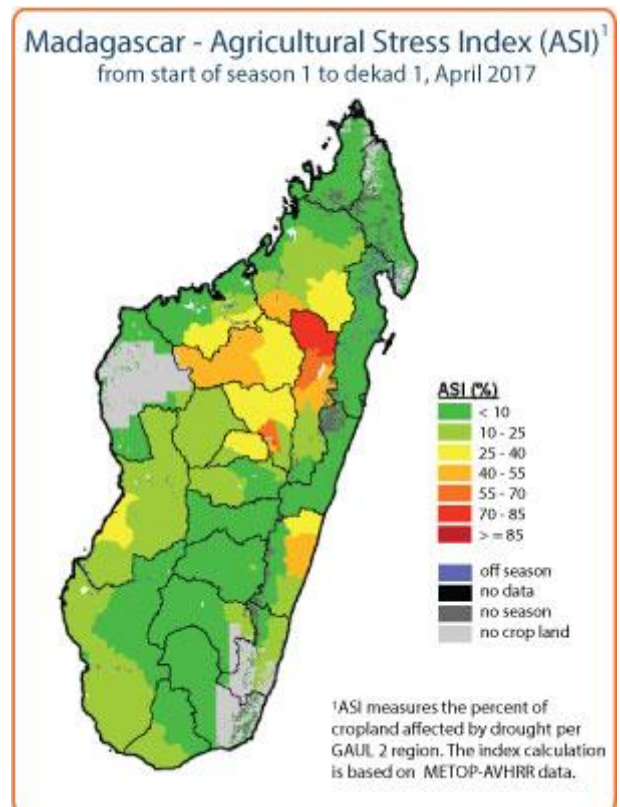 Madagascar - Agricultural Stress Index (ASI)¹
from start of season 1 to dekad 1, April 2017
ASI (%)
< 10
10 - 25
25 - 40
40 - 55
55 - 70
70 - 85
> = 85
off season
no data
no season
no crop land
¹ASI measures the percent of
cropland affected by drought per
GAUL 2 region. The index calculation
is based on METOP-AVHRR data.